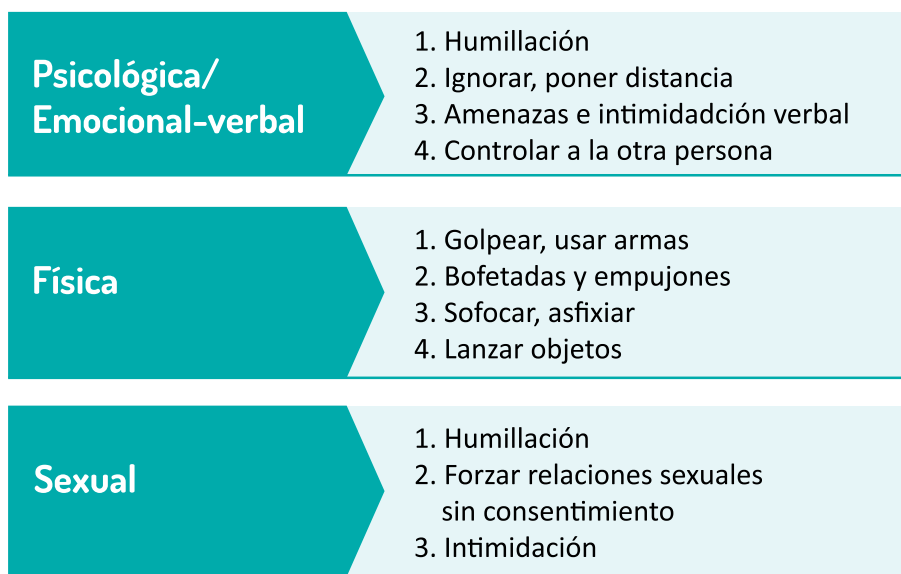 Psicológica/
Emocional-verbal
1. Humillación
2. Ignorar, poner distancia
3. Amenazas e intimidadción verbal
4. Controlar a la otra persona
Física
1. Golpear, usar armas
2. Bofetadas y empujones
3. Sofocar, asfixiar
4. Lanzar objetos
Sexual
1. Humillación
2. Forzar relaciones sexuales
sin consentimiento
3. Intimidación